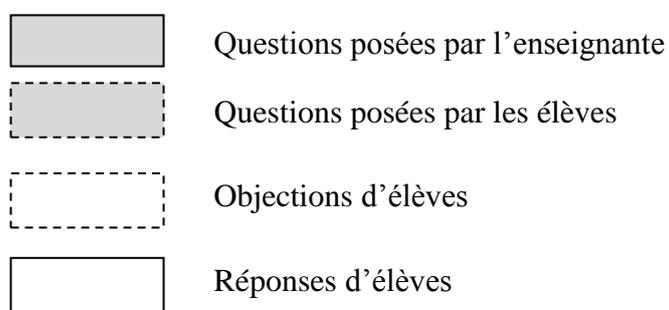 Questions posées par l’enseignante
Questions posées par les élèves
Objections d’élèves
Réponses d’élèves